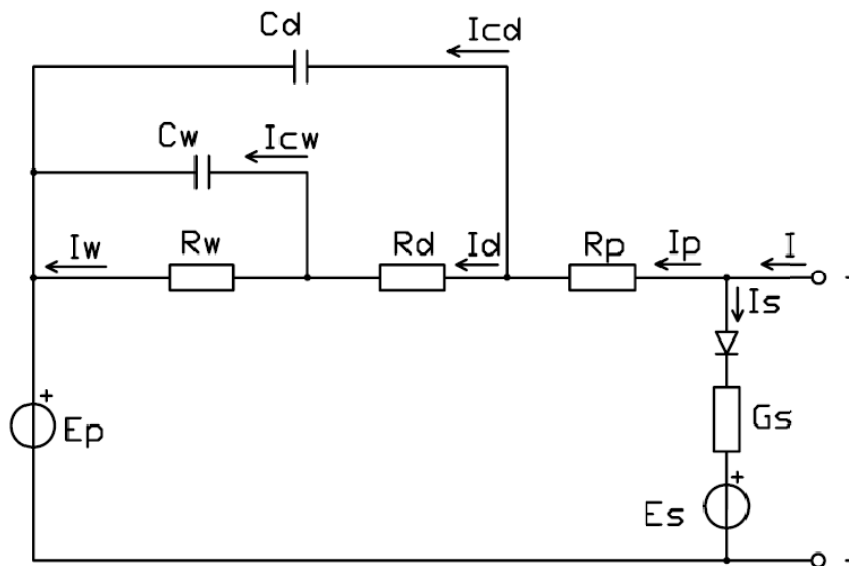 Cd Icd
Cw Icw
Iw Rw Rd Id Rp Ip I
Is
Ep
+
Gs
+
Es